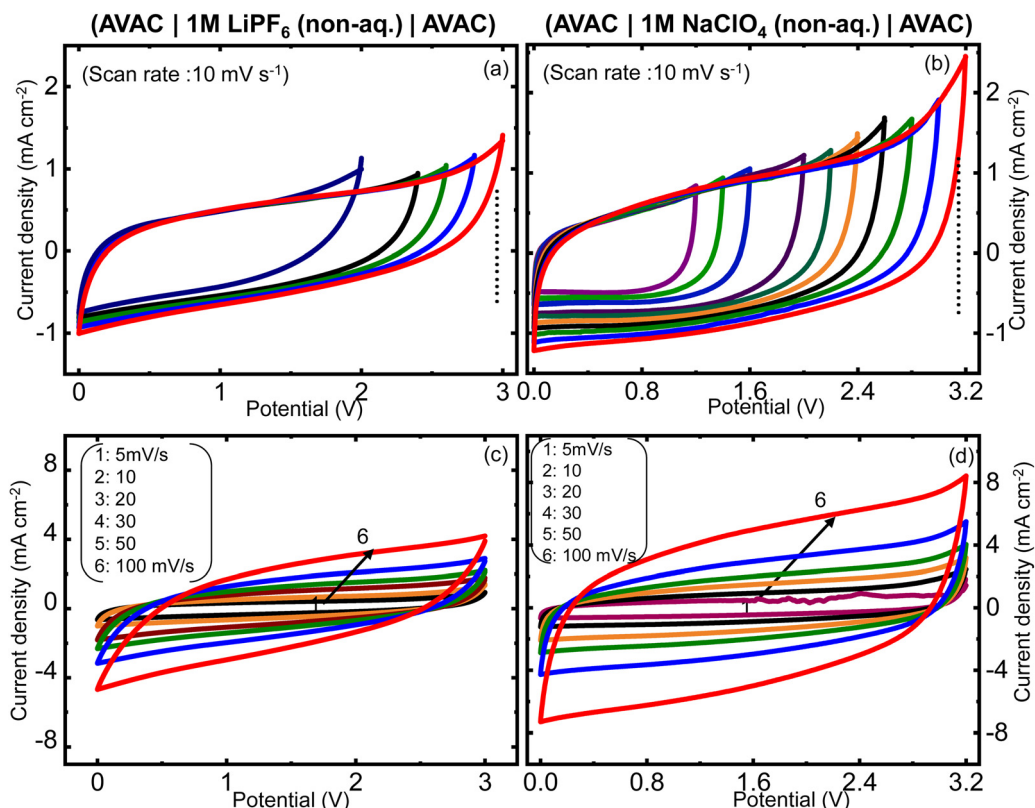 (AVAC | 1M LiPF₆ (non-aq.) | AVAC)
(AVAC | 1M NaClO₄ (non-aq.) | AVAC)
(a)
(Scan rate :10 mV s⁻¹)
2
1
0
-1
Current density (mA cm⁻²)
0
1
2
3
Potential (V)
(b)
(Scan rate :10 mV s⁻¹)
2
1
0
-1
Current density (mA cm⁻²)
0.0
0.8
1.6
2.4
3.2
Potential (V)
(c)
1: 5mV/s
2: 10
3: 20
4: 30
5: 50
6: 100 mV/s
6
1
8
4
0
-4
-8
Current density (mA cm⁻²)
0
1
2
3
Potential (V)
(d)
1: 5mV/s
2: 10
3: 20
4: 30
5: 50
6: 100 mV/s
6
1
8
4
0
-4
-8
Current density (mA cm⁻²)
0.0
0.8
1.6
2.4
3.2
Potential (V)